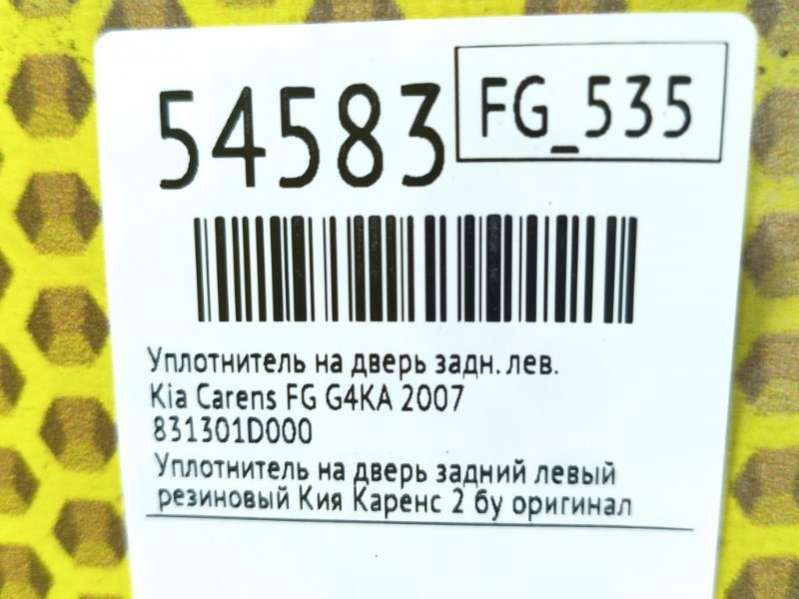 54583
FG_535
Уплотнитель на дверь задн. лев.
Kia Carens FG G4KA 2007
831301D000
Уплотнитель на дверь задний левый
резиновый Кия Каренс 2 бу оригинал